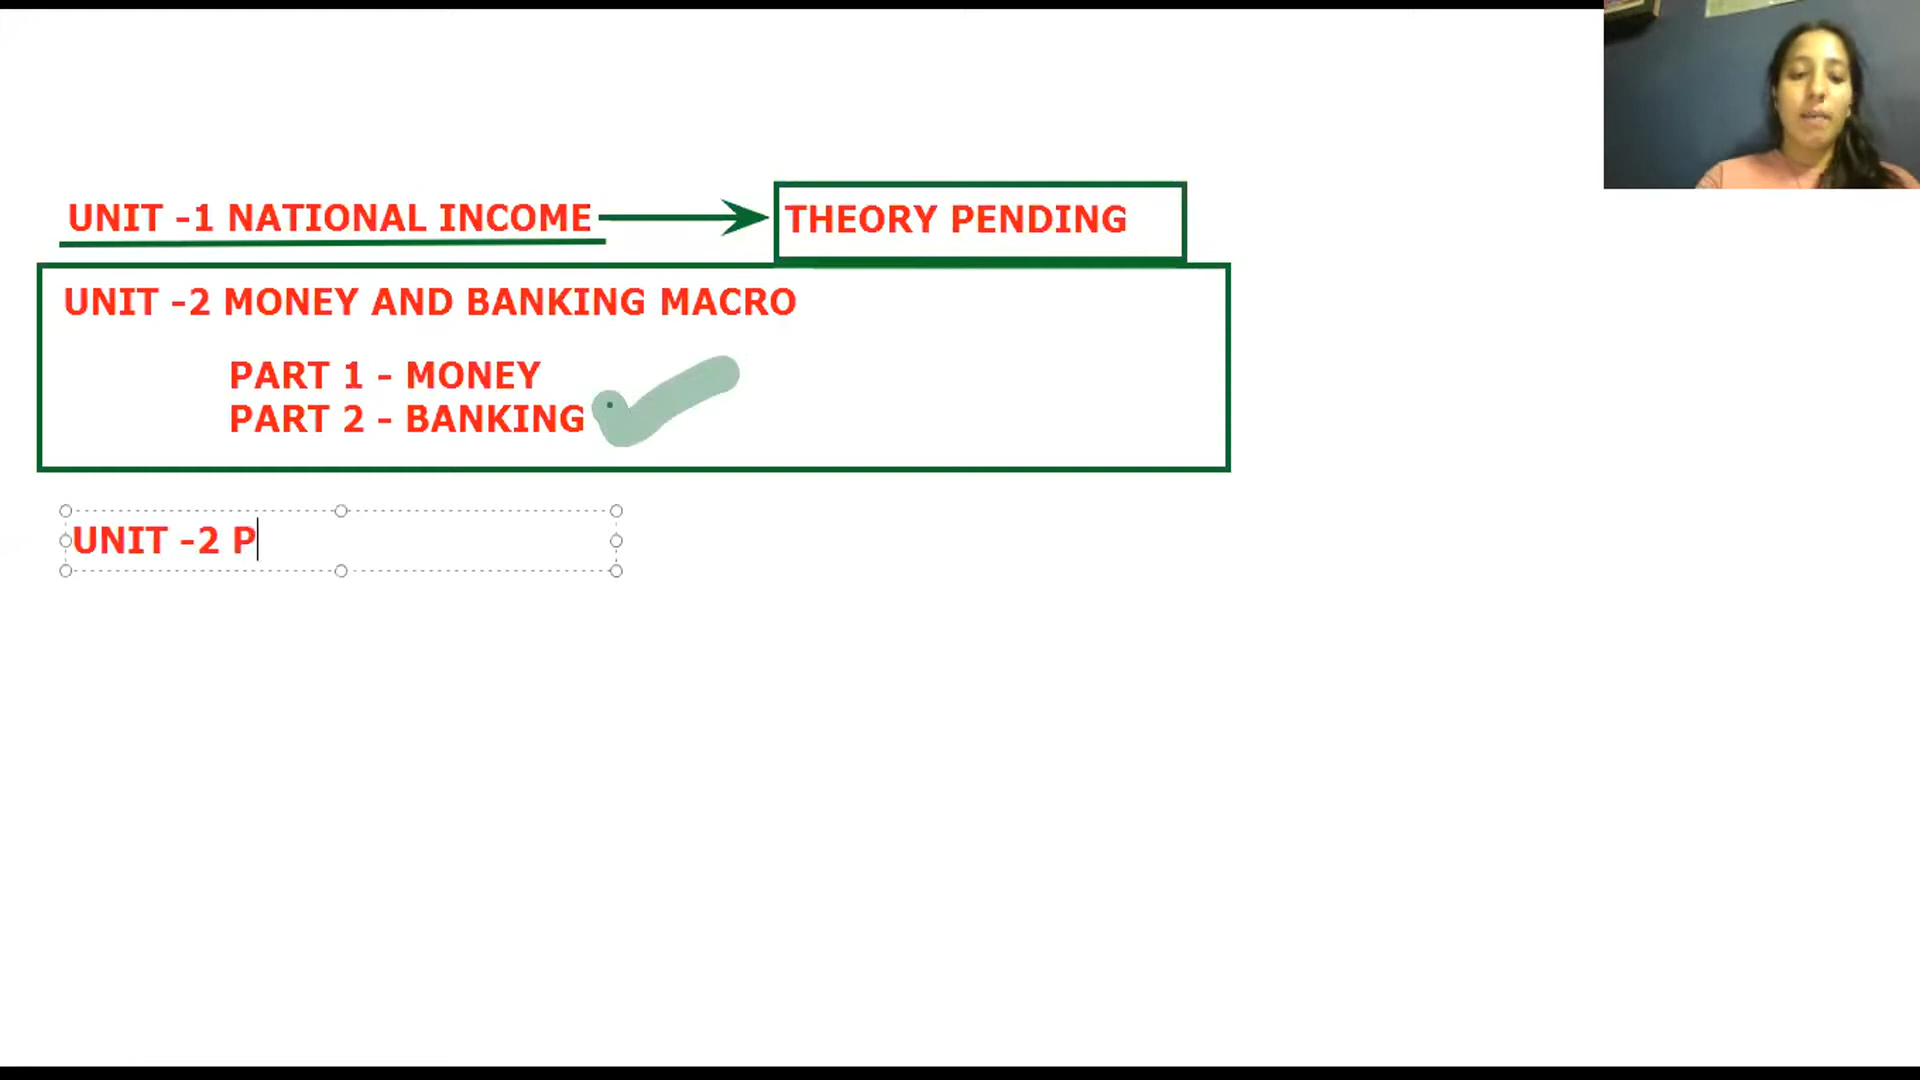 UNIT -1 NATIONAL INCOME THEORY PENDING
UNIT -2 MONEY AND BANKING MACRO
PART 1 - MONEY
PART 2 - BANKING
UNIT -2 P